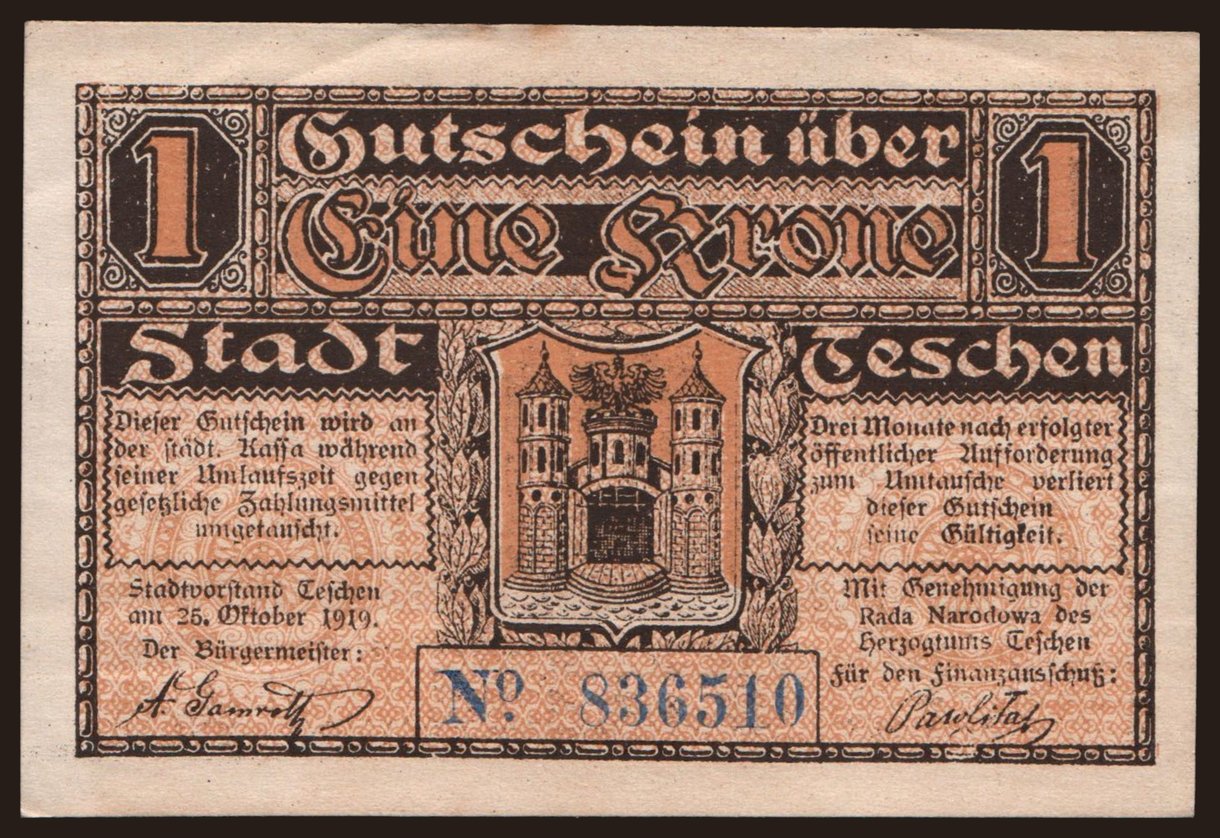 1
Gutschein über
1
Eine Krone
Stadt
Teschen
Dieser Gutschein wird an
der städt. Kassa während
seiner Umlaufszeit gegen
gesetzliche Zahlungsmittel
umgetauscht.
Stadtvorstand Teschen
am 25. Oktober 1919.
Der Bürgermeister:
A. Gamroth
Drei Monate nach erfolgter
öffentlicher Aufforderung
zum Umtausche verliert
dieser Gutschein
seine Gültigkeit.
Mit Genehmigung der
Rada Narodowa des
Herzogtums Teschen
Für den Finanzausschuß:
Nº. 836510